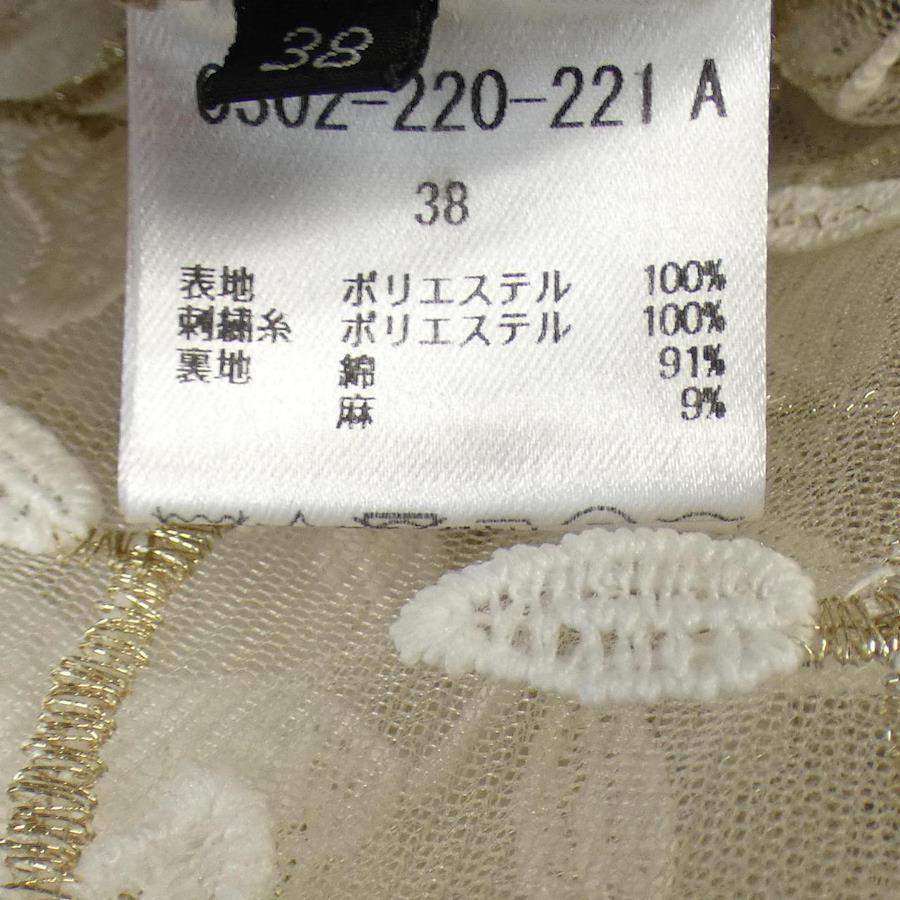 38
0302-220-221 A
38
表地 ポリエステル 100%
刺繍糸 ポリエステル 100%
裏地 綿 91%
麻 9%